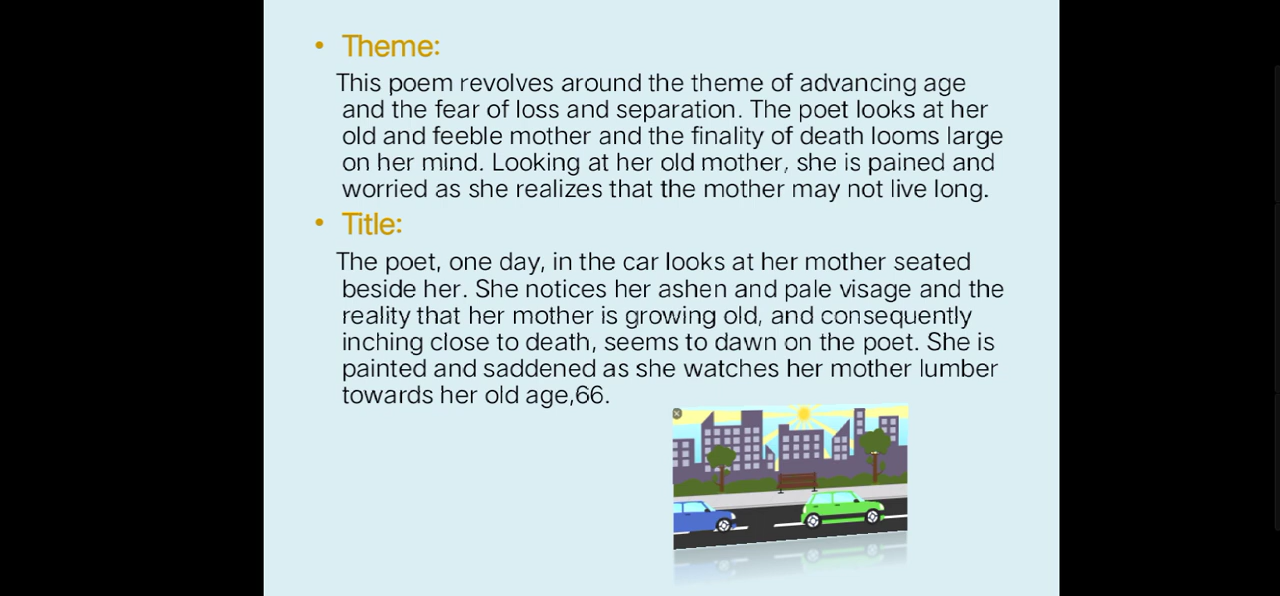 • Theme:
This poem revolves around the theme of advancing age
and the fear of loss and separation. The poet looks at her
old and feeble mother and the finality of death looms large
on her mind. Looking at her old mother, she is pained and
worried as she realizes that the mother may not live long.
• Title:
The poet, one day, in the car looks at her mother seated
beside her. She notices her ashen and pale visage and the
reality that her mother is growing old, and consequently
inching close to death, seems to dawn on the poet. She is
painted and saddened as she watches her mother lumber
towards her old age,66.